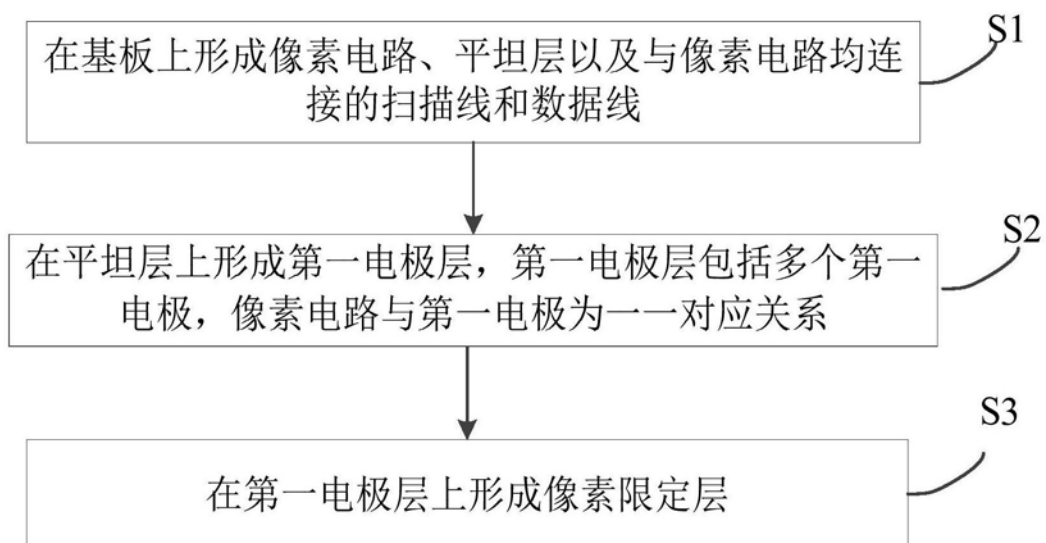 S1
在基板上形成像素电路、平坦层以及与像素电路均连
接的扫描线和数据线
S2
在平坦层上形成第一电极层，第一电极层包括多个第一
电极，像素电路与第一电极为一一对应关系
S3
在第一电极层上形成像素限定层